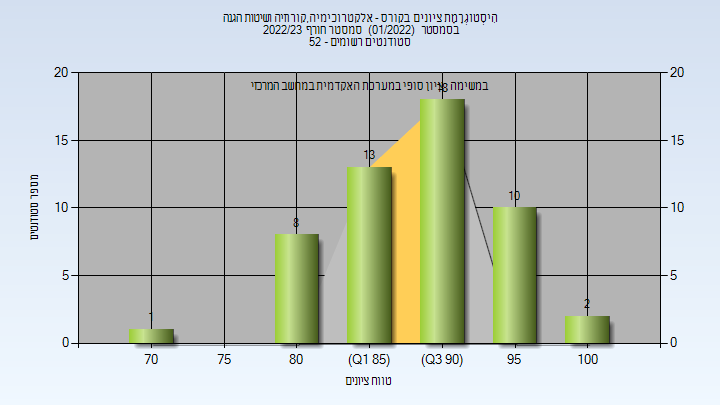 היסטוגרמת ציונים בקורס - אלקטרוכימיה,קורוזיה ושיטות הגנה
בסמסטר (01/2022) סמסטר חורף 2022/23
סטודנטים רשומים - 52
במשימה ציון סופי במערכת האקדמית במחשב המרכזי
20
15
10
5
0
20
15
10
5
0
מספר סטודנטים
1
8
13
18
10
2
70
75
80
(Q1 85)
(Q3 90)
95
100
טווח ציונים